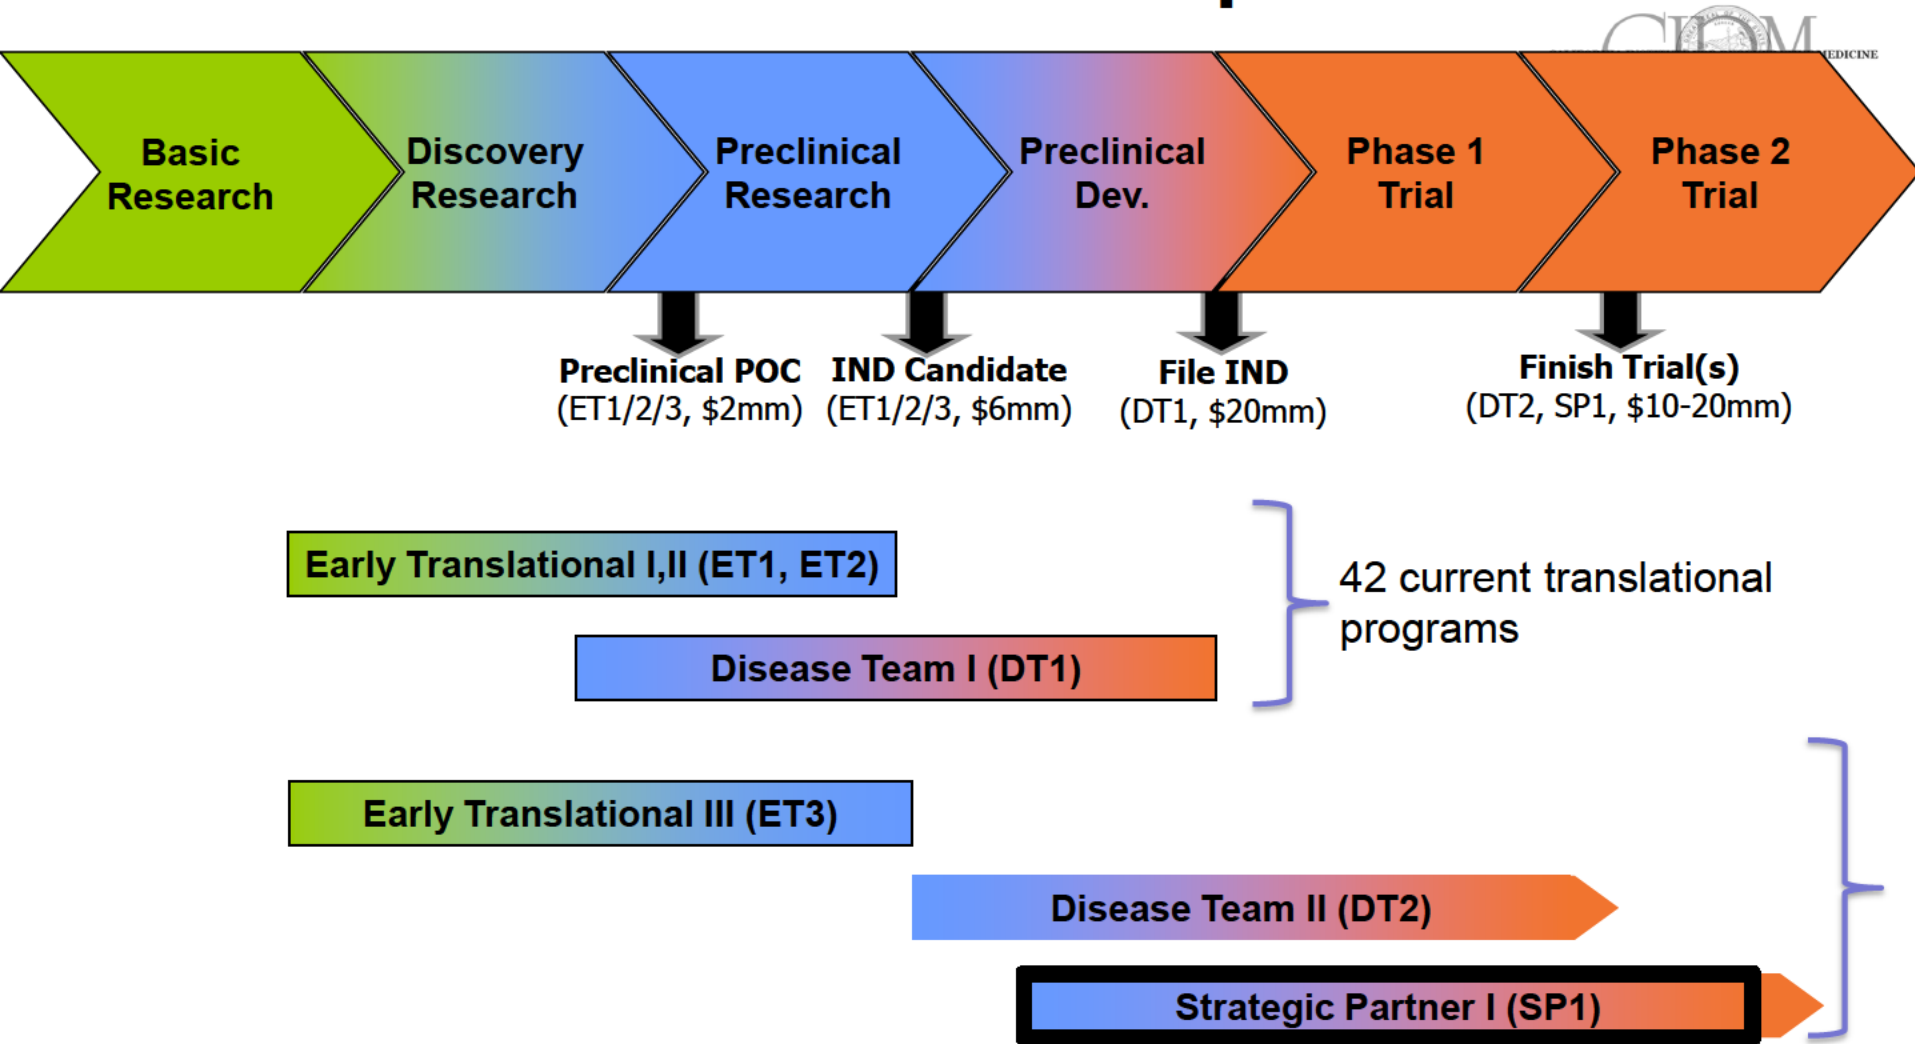 MEDICINE
Basic
Research
Discovery
Research
Preclinical
Research
Preclinical
Dev.
Phase 1
Trial
Phase 2
Trial
Preclinical POC
(ET1/2/3, $2mm)
IND Candidate
(ET1/2/3, $6mm)
File IND
(DT1, $20mm)
Finish Trial(s)
(DT2, SP1, $10-20mm)
Early Translational I,II (ET1, ET2)
42 current translational
programs
Disease Team I (DT1)
Early Translational III (ET3)
Disease Team II (DT2)
Strategic Partner I (SP1)